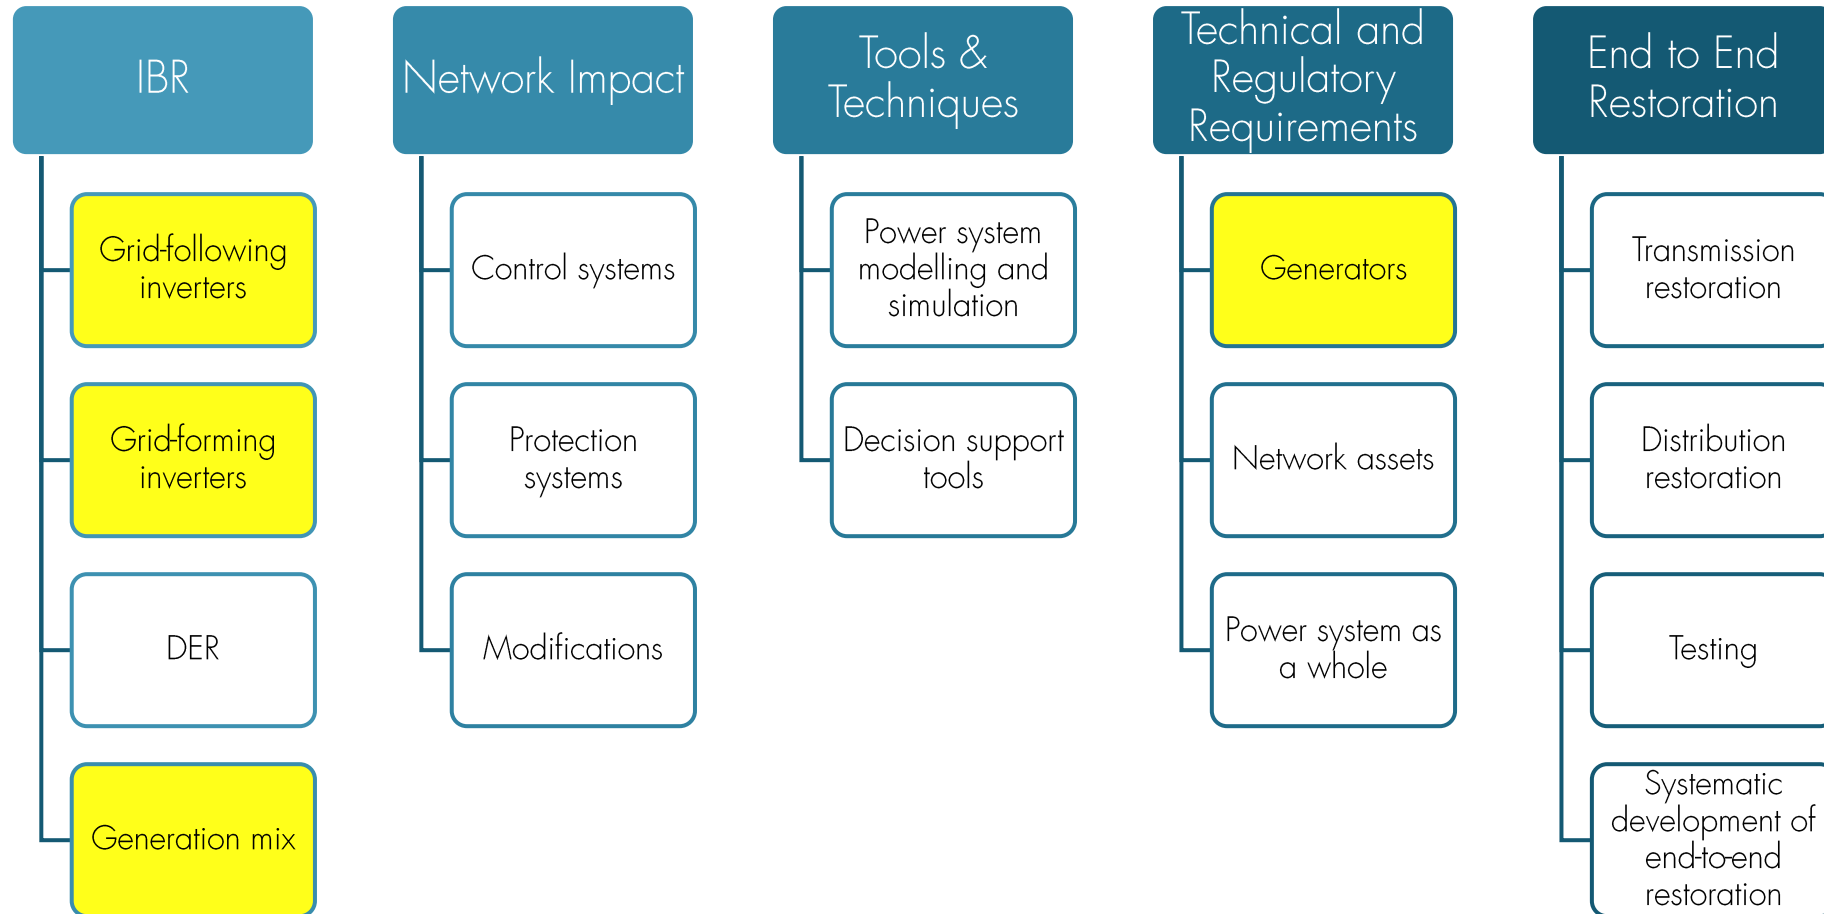 IBR
Grid-following
inverters
Grid-forming
inverters
DER
Generation mix
Network Impact
Control systems
Protection
systems
Modifications
Tools &
Techniques
Power system
modelling and
simulation
Decision support
tools
Technical and
Regulatory
Requirements
Generators
Network assets
Power system as
a whole
End to End
Restoration
Transmission
restoration
Distribution
restoration
Testing
Systematic
development of
end-to-end
restoration